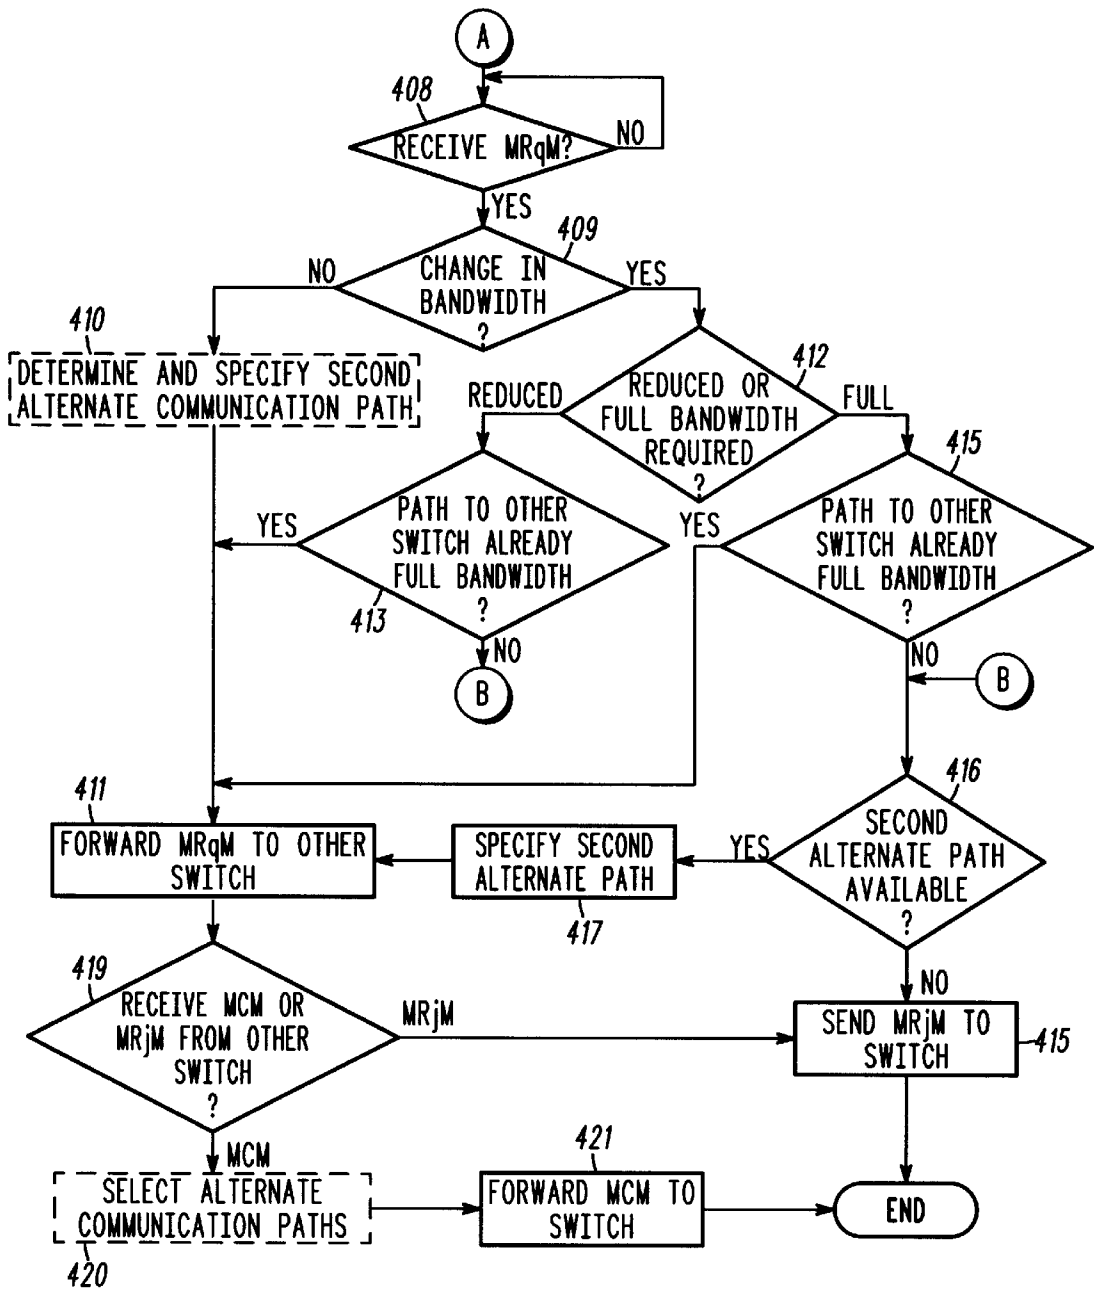 A
408
RECEIVE MRqM?
NO
YES
409
CHANGE IN
BANDWIDTH
?
NO
YES
410
DETERMINE AND SPECIFY SECOND
ALTERNATE COMMUNICATION PATH
412
REDUCED OR
FULL BANDWIDTH
REQUIRED
?
REDUCED
FULL
415
PATH TO OTHER
SWITCH ALREADY
FULL BANDWIDTH
?
YES
413
NO
B
PATH TO OTHER
SWITCH ALREADY
FULL BANDWIDTH
?
YES
NO
B
416
SECOND
ALTERNATE PATH
AVAILABLE
?
YES
NO
411
FORWARD MRqM TO OTHER
SWITCH
SPECIFY SECOND
ALTERNATE PATH
417
419
RECEIVE MCM OR
MRjM FROM OTHER
SWITCH
?
MRjM
MCM
SEND MRjM TO
SWITCH
415
SELECT ALTERNATE
COMMUNICATION PATHS
420
421
FORWARD MCM TO
SWITCH
END